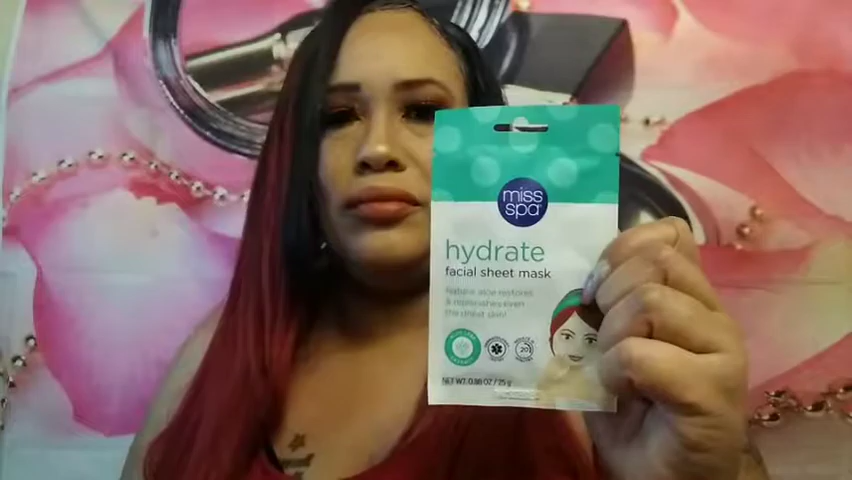 miss
spa
hydrate
facial sheet mask
Natural aloe restores
& replenishes even
the driest skin!
NET WT. 0.88 OZ / 25 g